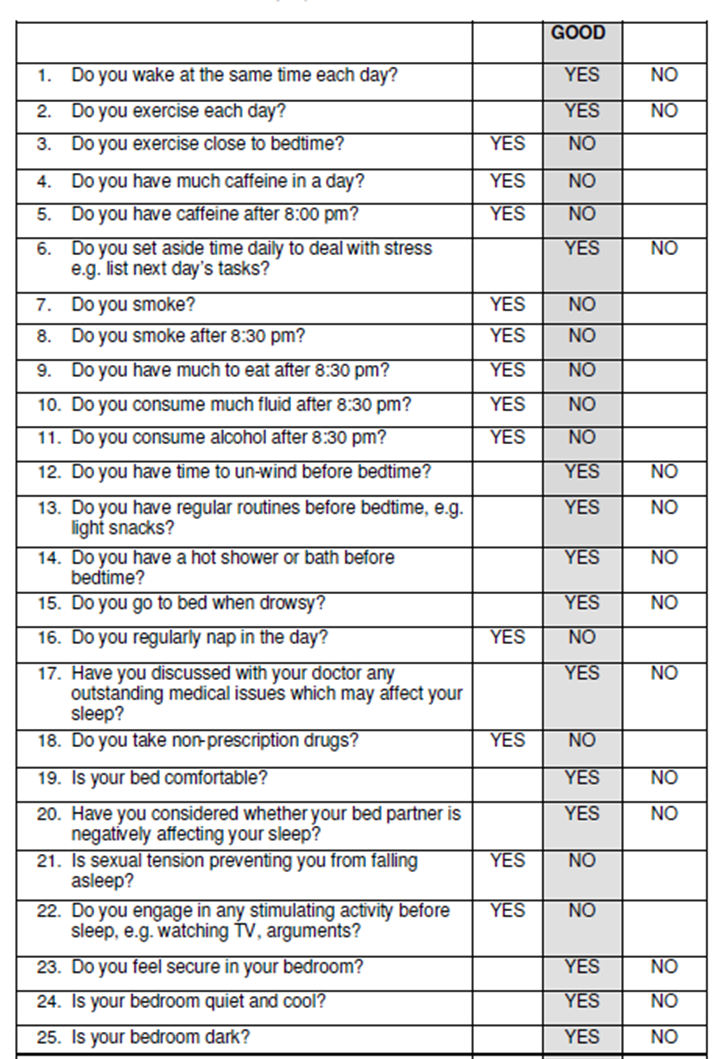 GOOD
1. Do you wake at the same time each day? YES NO
2. Do you exercise each day? YES NO
3. Do you exercise close to bedtime? YES NO
4. Do you have much caffeine in a day? YES NO
5. Do you have caffeine after 8:00 pm? YES NO
6. Do you set aside time daily to deal with stress YES NO
e.g. list next day's tasks?
7. Do you smoke? YES NO
8. Do you smoke after 8:30 pm? YES NO
9. Do you have much to eat after 8:30 pm? YES NO
10. Do you consume much fluid after 8:30 pm? YES NO
11. Do you consume alcohol after 8:30 pm? YES NO
12. Do you have time to un-wind before bedtime? YES NO
13. Do you have regular routines before bedtime, e.g. YES NO
light snacks?
14. Do you have a hot shower or bath before YES NO
bedtime?
15. Do you go to bed when drowsy? YES NO
16. Do you regularly nap in the day? YES NO
17. Have you discussed with your doctor any YES NO
outstanding medical issues which may affect your
sleep?
18. Do you take non-prescription drugs? YES NO
19. Is your bed comfortable? YES NO
20. Have you considered whether your bed partner is YES NO
negatively affecting your sleep?
21. Is sexual tension preventing you from falling YES NO
asleep?
22. Do you engage in any stimulating activity before YES NO
sleep, e.g. watching TV, arguments?
23. Do you feel secure in your bedroom? YES NO
24. Is your bedroom quiet and cool? YES NO
25. Is your bedroom dark? YES NO